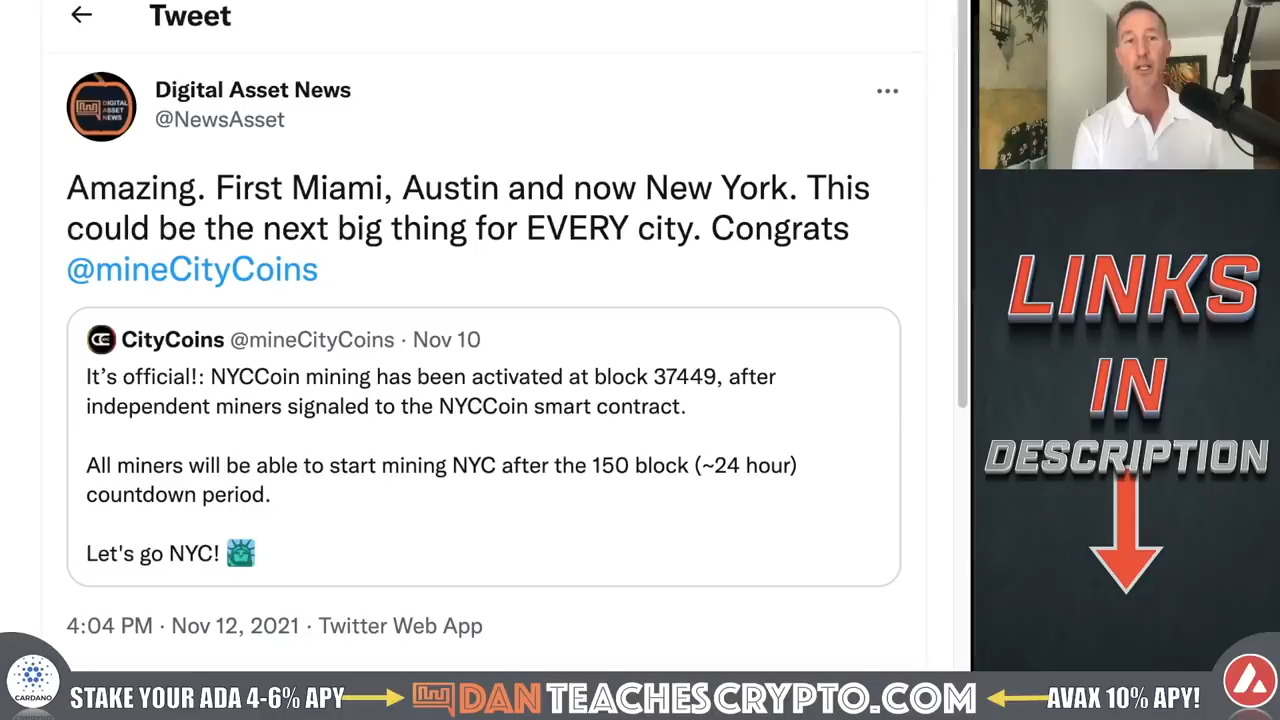 Tweet
Digital Asset News
@NewsAsset
Amazing. First Miami, Austin and now New York. This
could be the next big thing for EVERY city. Congrats
@mineCityCoins
CityCoins @mineCityCoins · Nov 10
It’s official!: NYCCoin mining has been activated at block 37449, after
independent miners signaled to the NYCCoin smart contract.
All miners will be able to start mining NYC after the 150 block (~24 hour)
countdown period.
Let's go NYC!
4:04 PM · Nov 12, 2021 · Twitter Web App
DIGITAL
ASSET
NEWS
LINKS
IN
DESCRIPTION
CARDANO
STAKE YOUR ADA 4-6% APY
DANTEACHESCRYPTO.COM
AVAX 10% APY!